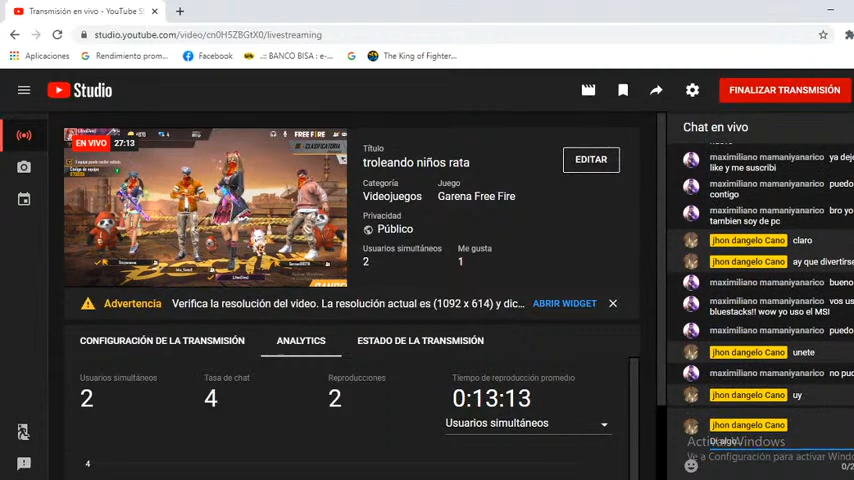 Transmisión en vivo - YouTube S
studio.youtube.com/video/cn0H5ZBGtX0/livestreaming
Aplicaciones
Rendimiento prom...
Facebook
.:: BANCO BISA : e-...
The King of Fighter...
Studio
FINALIZAR TRANSMISIÓN
EN VIVO 27:13
FREE FIRE
CLASIFICATORIA
Título
troleando niños rata
EDITAR
Categoría
Juego
Videojuegos
Garena Free Fire
Privacidad
Público
Usuarios simultáneos
Me gusta
2
1
Advertencia
Verifica la resolución del video. La resolución actual es (1092 x 614) y dic...
ABRIR WIDGET
CONFIGURACIÓN DE LA TRANSMISIÓN
ANALYTICS
ESTADO DE LA TRANSMISIÓN
Usuarios simultáneos
Tasa de chat
Reproducciones
Tiempo de reproducción promedio
2
4
2
0:13:13
Usuarios simultáneos
4
Chat en vivo
maximiliano mamaniyanarico ya dej
like y me suscribi
maximiliano mamaniyanarico puedo
contigo
maximiliano mamaniyanarico bro yo
tambien soy de pc
jhon dangelo Cano claro
jhon dangelo Cano ay que divertirse
maximiliano mamaniyanarico bueno
maximiliano mamaniyanarico vos us
bluestacks!! wow yo uso el MSI
maximiliano mamaniyanarico puedo
jhon dangelo Cano unete
maximiliano mamaniyanarico no puc
jhon dangelo Cano uy
jhon dangelo Cano
Di algo...
Activar Windows
Ve a Configuración para activar Windo
0/2